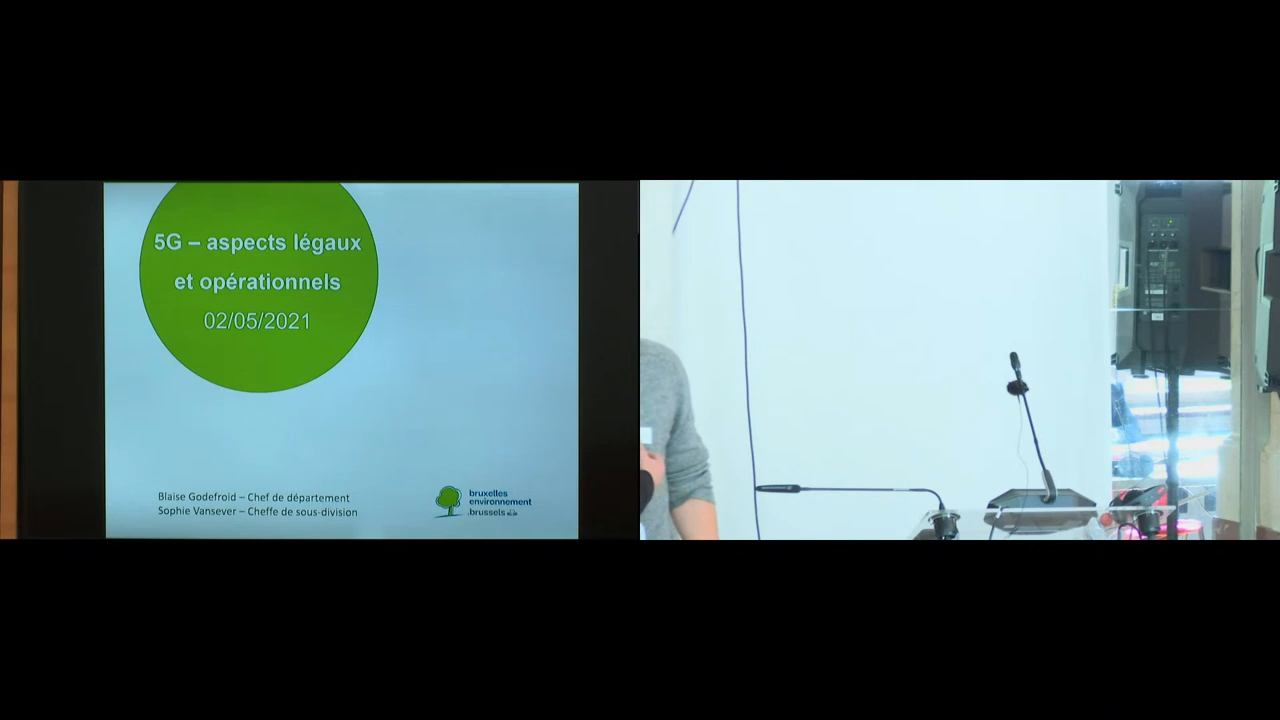 5G – aspects légaux
et opérationnels
02/05/2021
Blaise Godefroid – Chef de département
Sophie Vansever – Cheffe de sous-division
bruxelles
environnement
.brussels